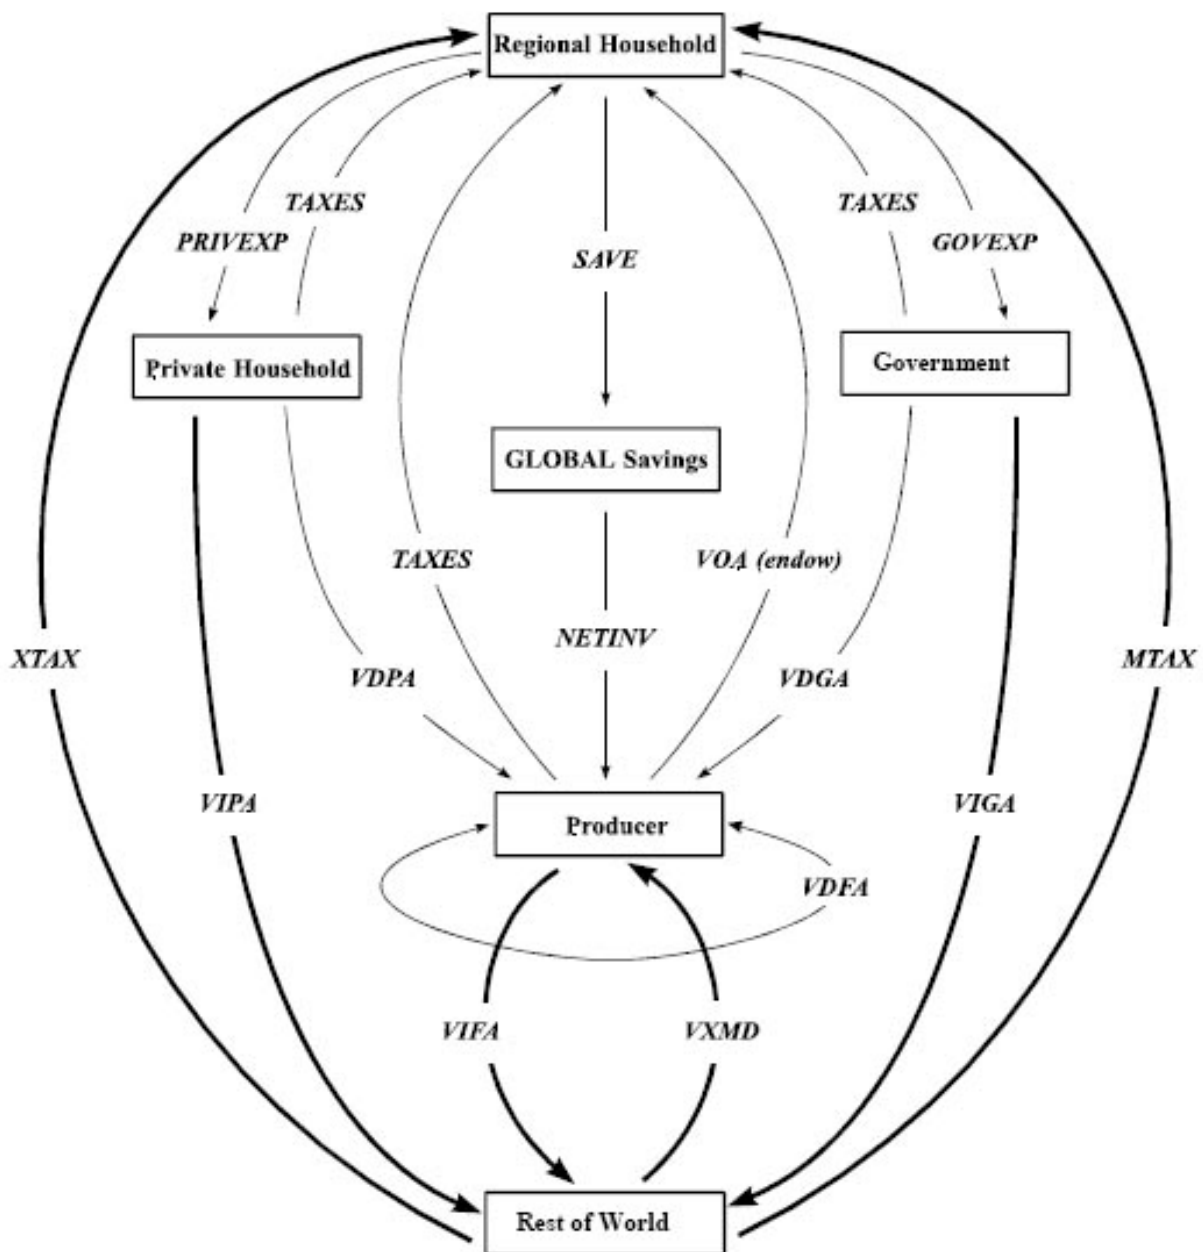 Regional Household
TAXES
TAXES
PRIVEXP
GOVEXP
SAVE
Private Household
Government
GLOBAL Savings
TAXES
VOA (endow)
NETINV
XTAX
MTAX
VDPA
VDGA
VIPA
VIGA
Producer
VDFA
VIFA
VXMD
Rest of World